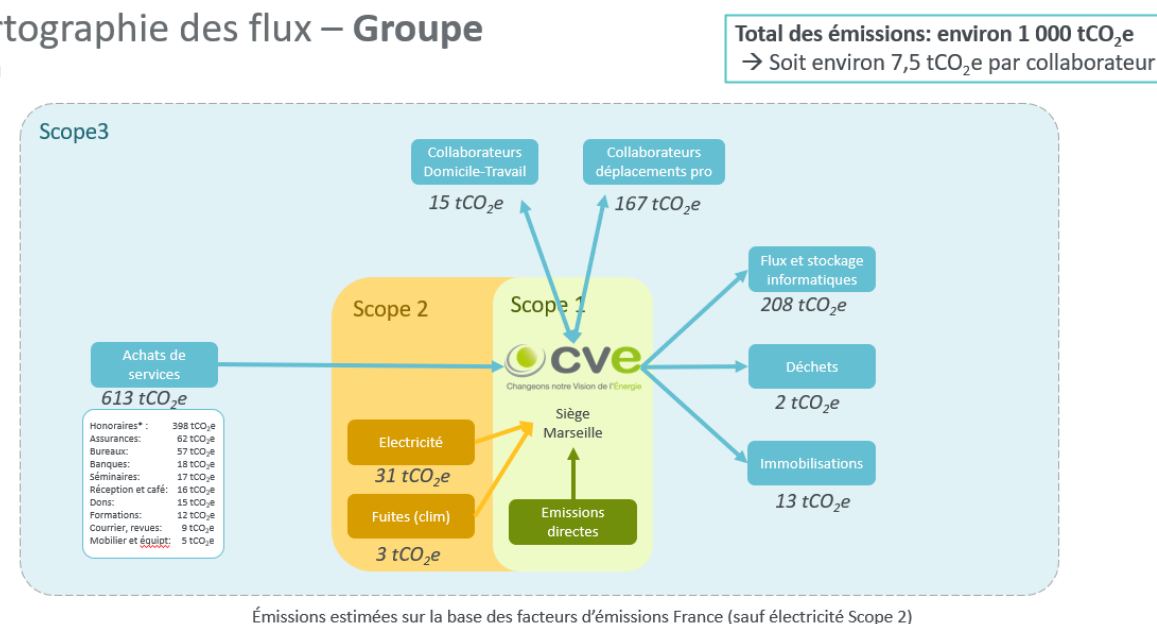 rtographie des flux – Groupe
Total des émissions: environ 1 000 tCO₂e
→ Soit environ 7,5 tCO₂e par collaborateur
Scope3
Collaborateurs
Domicile-Travail
15 tCO₂e
Collaborateurs
déplacements pro
167 tCO₂e
Flux et stockage
informatiques
208 tCO₂e
Scope 2
Scope 1
Achats de
services
613 tCO₂e
cve
Changeons notre Vision de l'Énergie
Siège
Marseille
Déchets
2 tCO₂e
Honoraires* : 398 tCO₂e
Assurances: 62 tCO₂e
Bureaux: 57 tCO₂e
Banques: 18 tCO₂e
Séminaires: 17 tCO₂e
Réception et café: 16 tCO₂e
Dons: 15 tCO₂e
Formations: 12 tCO₂e
Courrier, revues: 9 tCO₂e
Mobilier et équipt: 5 tCO₂e
Electricité
31 tCO₂e
Immobilisations
13 tCO₂e
Fuites (clim)
3 tCO₂e
Emissions
directes
Émissions estimées sur la base des facteurs d'émissions France (sauf électricité Scope 2)